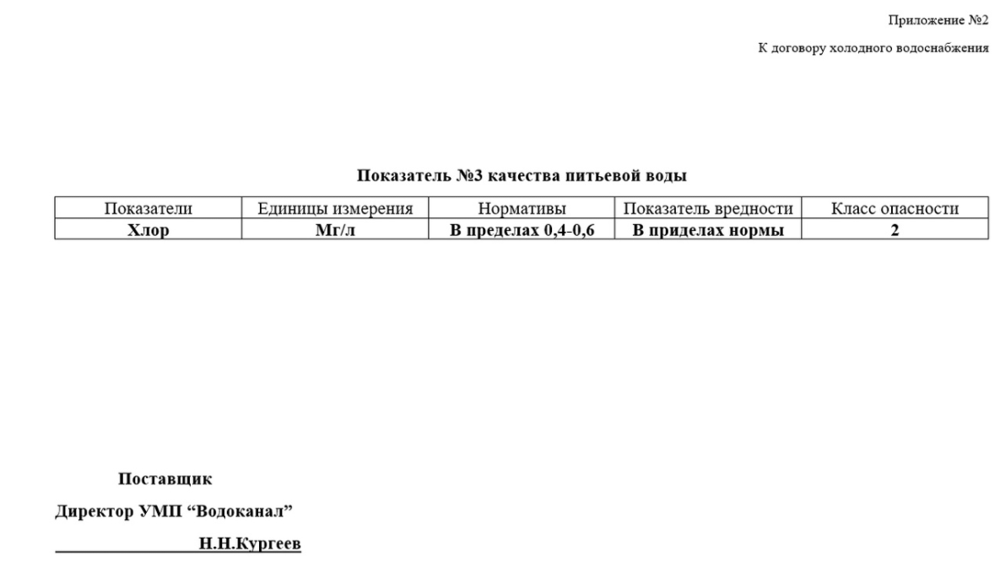 Приложение №2
К договору холодного водоснабжения
Показатель №3 качества питьевой воды
Показатели Единицы измерения Нормативы Показатель вредности Класс опасности
Хлор Мг/л В пределах 0,4-0,6 В приделах нормы 2
Поставщик
Директор УМП “Водоканал”
Н.Н.Кургеев